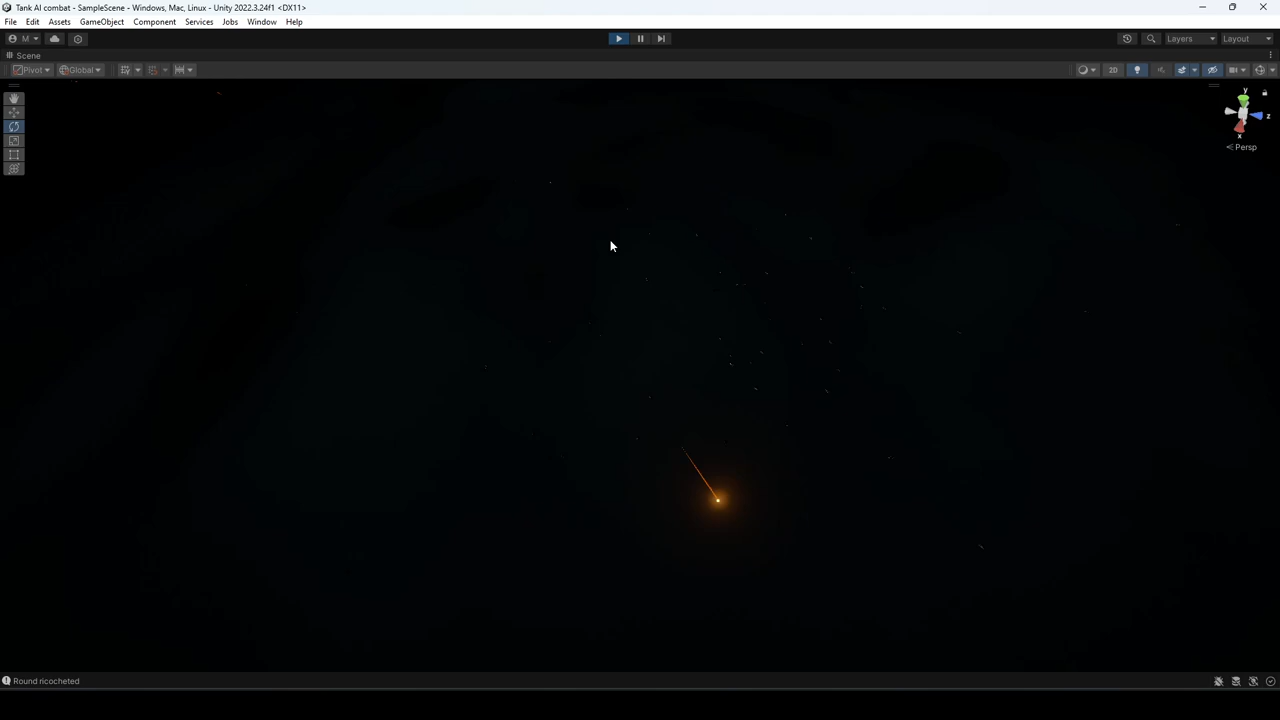 Tank AI combat - SampleScene - Windows, Mac, Linux - Unity 2022.3.24f1 <DX11>
File Edit Assets GameObject Component Services Jobs Window Help
M Layers Layout
Scene
Pivot Global 2D
y
z
x
Persp
Round ricocheted